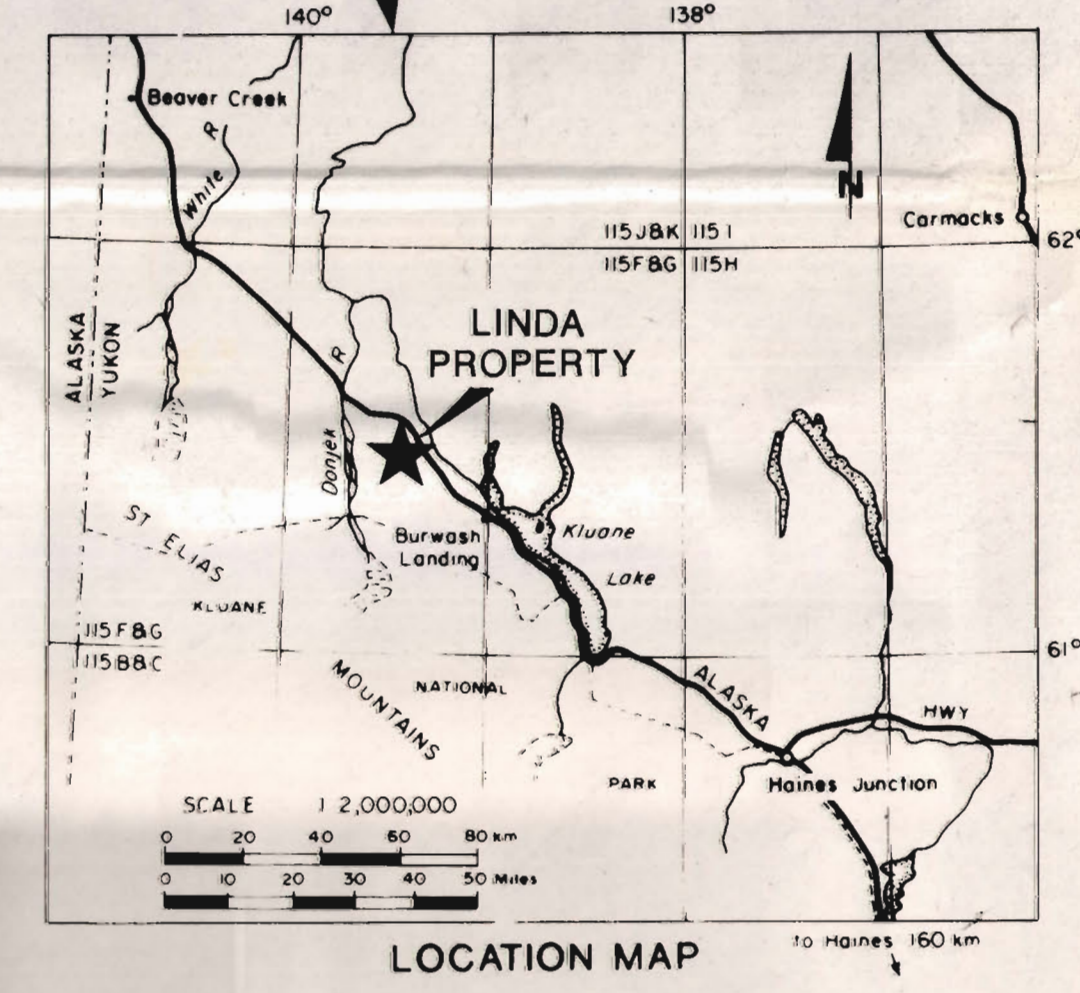 140° 138°
Beaver Creek
White R
N
Carmacks
115J&K 115 I
62°
115F&G 115H
ALASKA
YUKON
LINDA
PROPERTY
Donjek R
ST ELIAS
Burwash
Landing
Kluane
Lake
KLUANE
115F&G
61°
115B&C
MOUNTAINS
NATIONAL
ALASKA
HWY
PARK
Haines Junction
SCALE 1 2,000,000
0 20 40 60 80 km
0 10 20 30 40 50 Miles
to Haines 160 km
LOCATION MAP